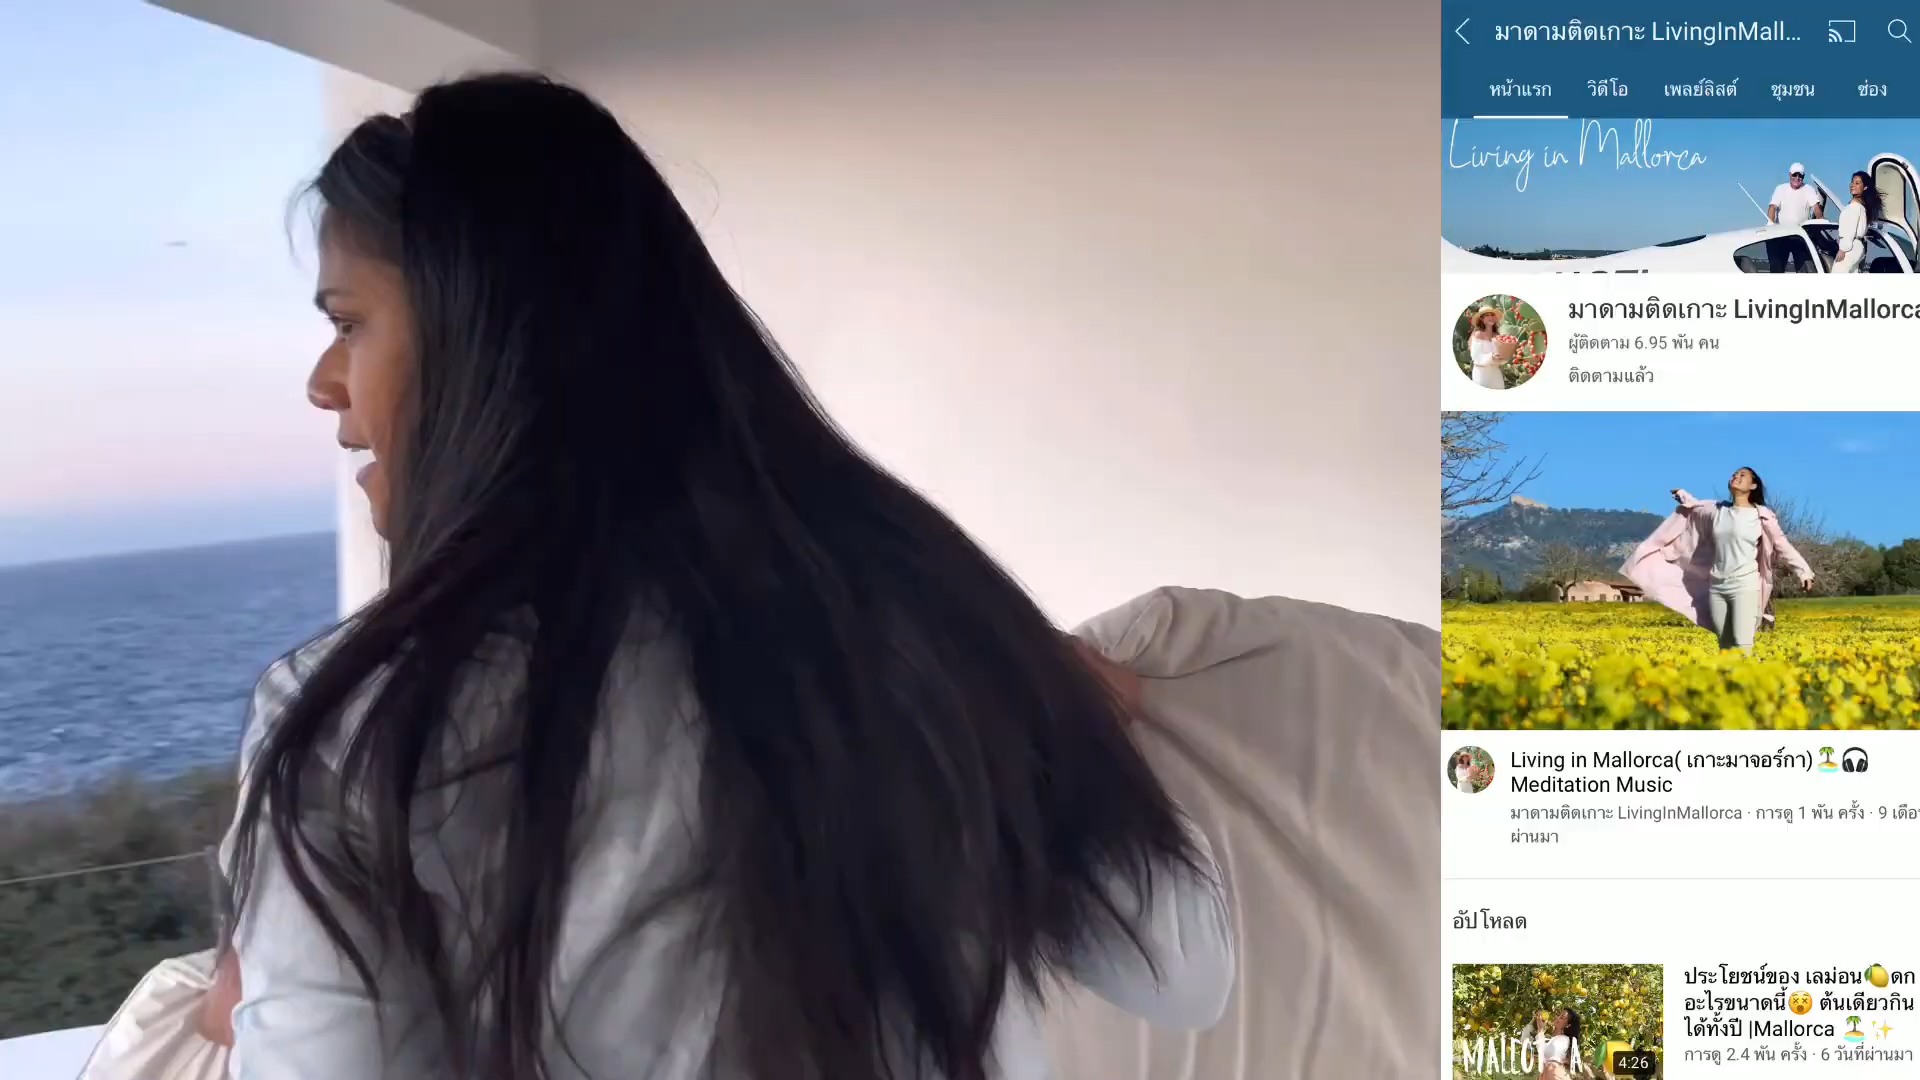 มาดามติดเกาะ LivingInMall...
หน้าแรก วิดีโอ เพลย์ลิสต์ ชุมชน ช่อง
Living in Mallorca
มาดามติดเกาะ LivingInMallorca
ผู้ติดตาม 6.95 พัน คน
ติดตามแล้ว
Living in Mallorca( เกาะมาจอร์กา)🏝️🎧
Meditation Music
มาดามติดเกาะ LivingInMallorca · การดู 1 พัน ครั้ง · 9 เดือ
ผ่านมา
อัปโหลด
ประโยชน์ของ เลม่อน🍋ดก
อะไรขนาดนี้😵 ต้นเดียวกิน
ได้ทั้งปี |Mallorca 🏝️✨
การดู 2.4 พัน ครั้ง · 6 วันที่ผ่านมา
4:26